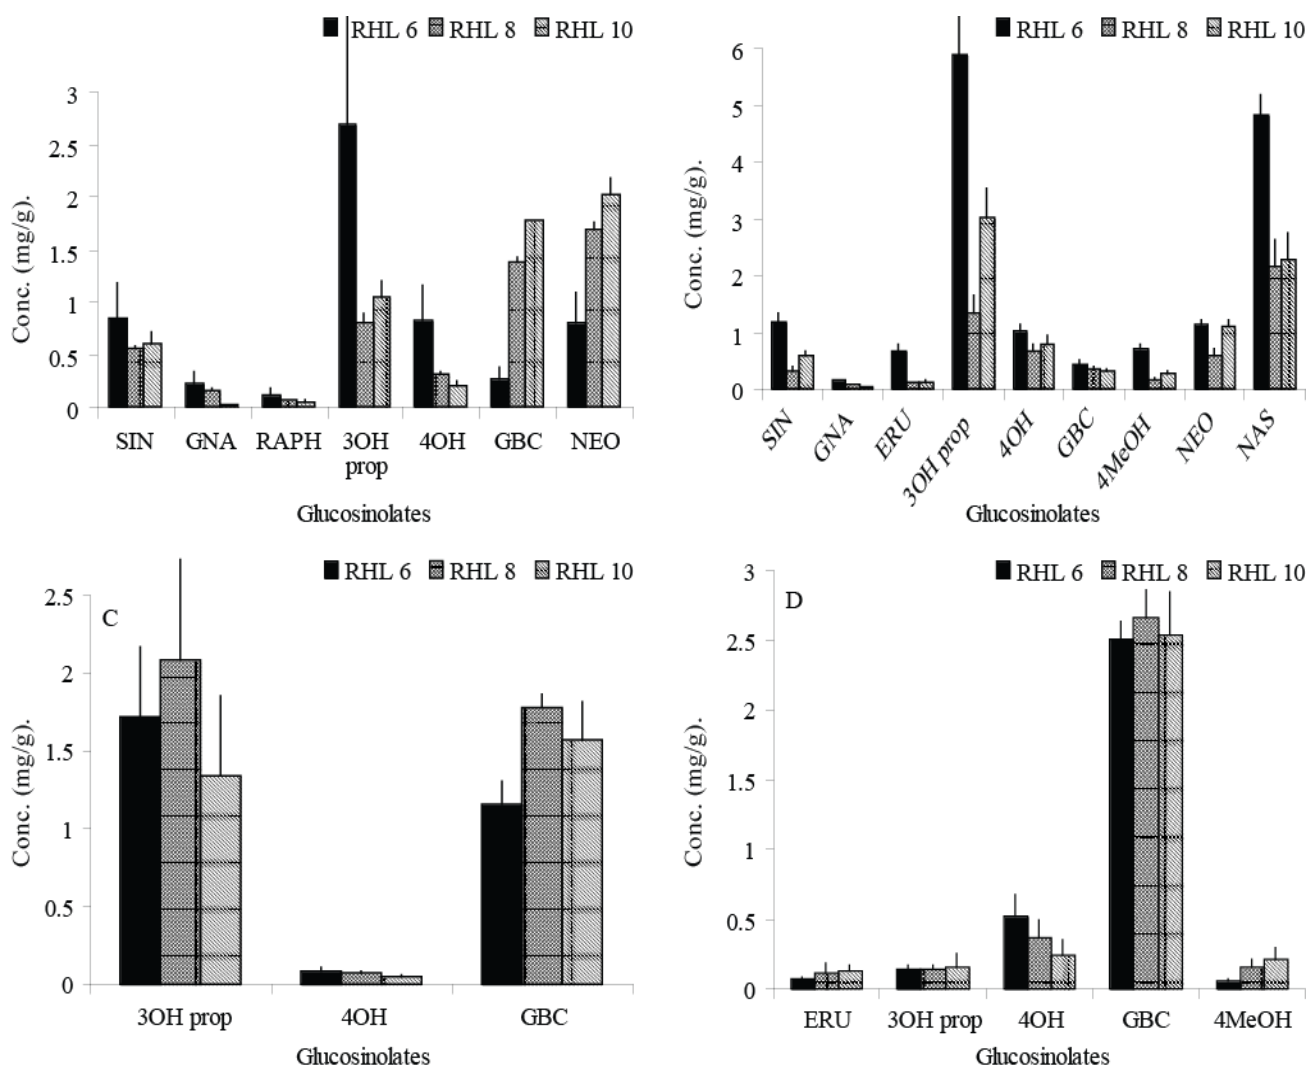 RHL 6 RHL 8 RHL 10
3
2.5
2
1.5
1
0.5
0
Conc. (mg/g).
SIN GNA RAPH 3OH prop 4OH GBC NEO
Glucosinolates
RHL 6 RHL 8 RHL 10
6
5
4
3
2
1
0
Conc. (mg/g).
SIN GNA ERU 3OH prop 4OH GBC 4MeOH NEO NAS
Glucosinolates
RHL 6 RHL 8 RHL 10
C
2.5
2
1.5
1
0.5
0
Conc. (mg/g).
3OH prop 4OH GBC
Glucosinolates
RHL 6 RHL 8 RHL 10
D
3
2.5
2
1.5
1
0.5
0
Conc. (mg/g).
ERU 3OH prop 4OH GBC 4MeOH
Glucosinolates